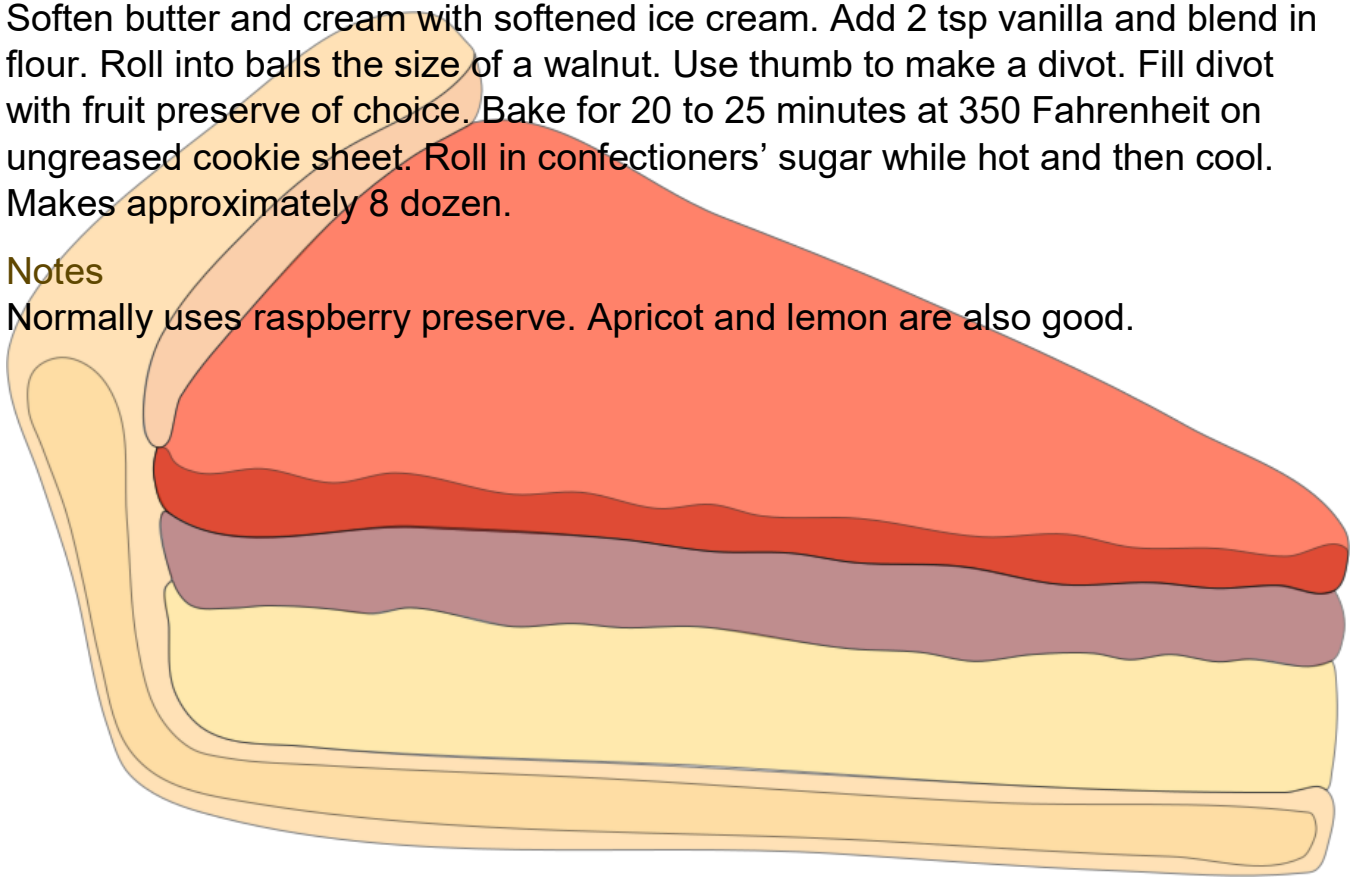 Soften butter and cream with softened ice cream. Add 2 tsp vanilla and blend in
flour. Roll into balls the size of a walnut. Use thumb to make a divot. Fill divot
with fruit preserve of choice. Bake for 20 to 25 minutes at 350 Fahrenheit on
ungreased cookie sheet. Roll in confectioners’ sugar while hot and then cool.
Makes approximately 8 dozen.
Notes
Normally uses raspberry preserve. Apricot and lemon are also good.